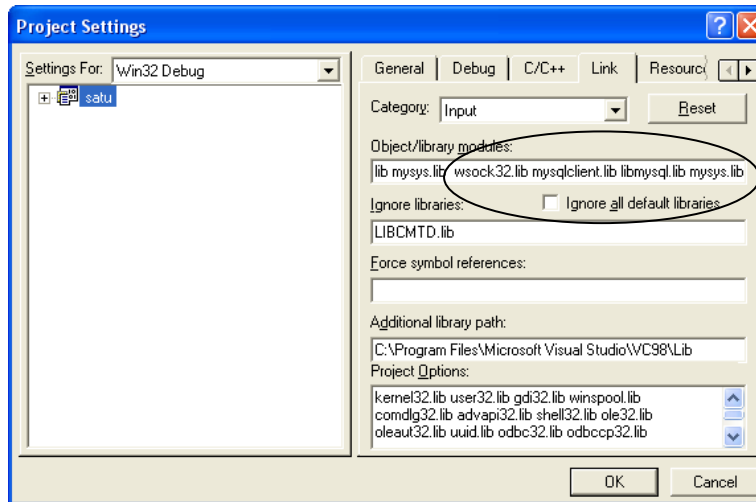 Project Settings
Settings For: Win32 Debug
satu
General Debug C/C++ Link
Category: Input Reset
Object/library modules:
lib mysys.lib wsock32.lib mysqlclient.lib libmysql.lib mysys.lib
Ignore libraries: Ignore all default libraries
LIBCMTD.lib
Force symbol references:
Additional library path:
C:\Program Files\Microsoft Visual Studio\VC98\Lib
Project Options:
kernel32.lib user32.lib gdi32.lib winspool.lib
comdlg32.lib advapi32.lib shell32.lib ole32.lib
oleaut32.lib uuid.lib odbc32.lib odbccp32.lib
OK Cancel